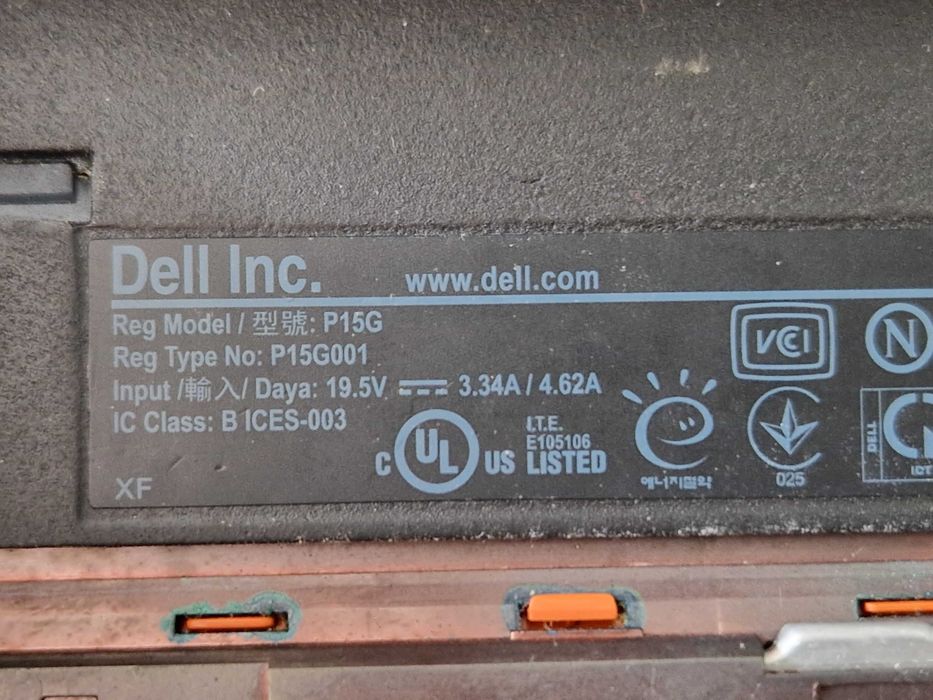 Dell Inc. www.dell.com
Reg Model / 型號: P15G
Reg Type No: P15G001
Input /輸入/ Daya: 19.5V 3.34A / 4.62A
IC Class: B ICES-003
C UL US
I.T.E.
E105106
LISTED
VCCI
N
에너지절약
025
DELL
XF